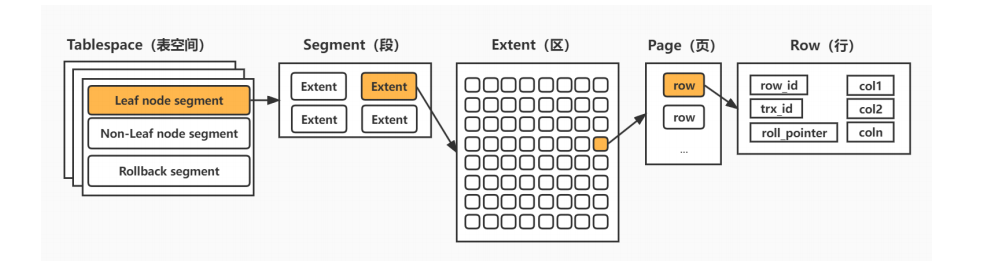 Tablespace（表空间）
Segment（段）
Extent（区）
Page（页）
Row（行）
Leaf node segment
Non-Leaf node segment
Rollback segment
Extent
Extent
Extent
Extent
row
row
...
row_id
col1
trx_id
col2
roll_pointer
coln